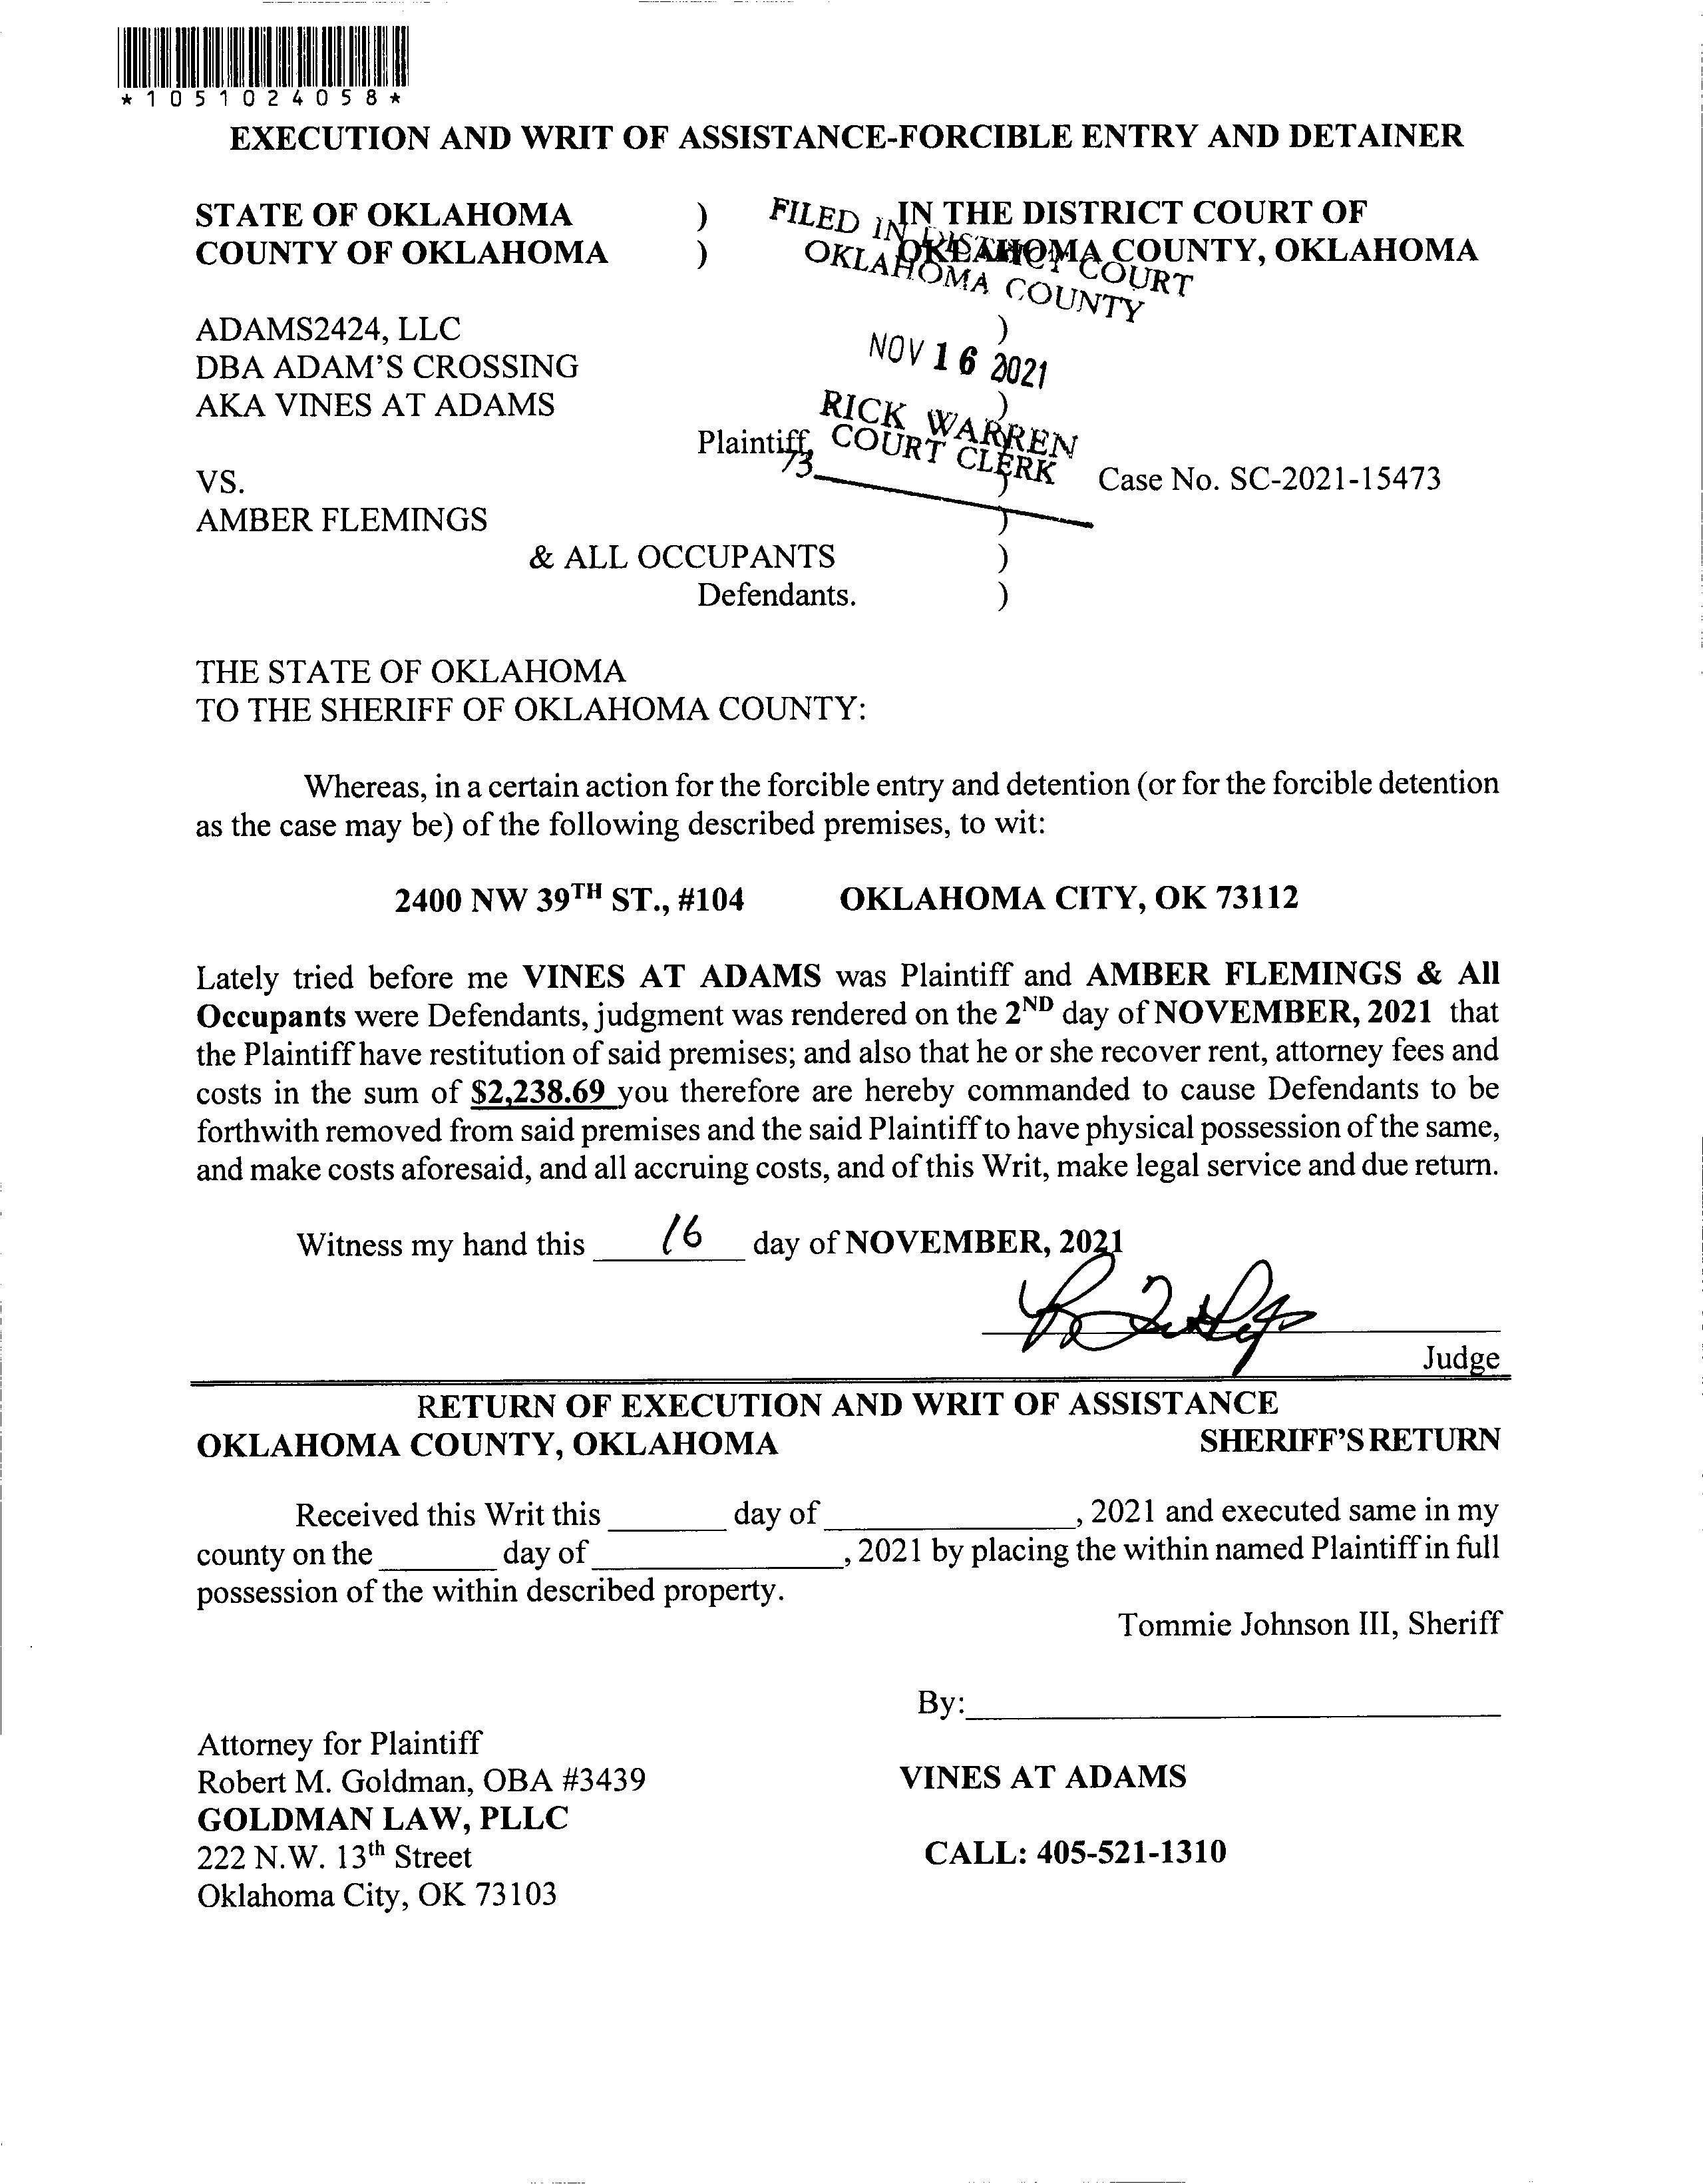 *1051024058*
EXECUTION AND WRIT OF ASSISTANCE-FORCIBLE ENTRY AND DETAINER
STATE OF OKLAHOMA ) IN THE DISTRICT COURT OF
COUNTY OF OKLAHOMA ) OKLAHOMA COUNTY, OKLAHOMA
FILED IN DISTRICT COURT
OKLAHOMA COUNTY
NOV 16 2021
RICK WARREN
COURT CLERK
73
ADAMS2424, LLC )
DBA ADAM'S CROSSING
AKA VINES AT ADAMS )
Plaintiff, )
VS. ) Case No. SC-2021-15473
AMBER FLEMINGS )
& ALL OCCUPANTS )
Defendants. )
THE STATE OF OKLAHOMA
TO THE SHERIFF OF OKLAHOMA COUNTY:
Whereas, in a certain action for the forcible entry and detention (or for the forcible detention
as the case may be) of the following described premises, to wit:
2400 NW 39TH ST., #104 OKLAHOMA CITY, OK 73112
Lately tried before me VINES AT ADAMS was Plaintiff and AMBER FLEMINGS & All
Occupants were Defendants, judgment was rendered on the 2ND day of NOVEMBER, 2021 that
the Plaintiff have restitution of said premises; and also that he or she recover rent, attorney fees and
costs in the sum of $2,238.69 you therefore are hereby commanded to cause Defendants to be
forthwith removed from said premises and the said Plaintiff to have physical possession of the same,
and make costs aforesaid, and all accruing costs, and of this Writ, make legal service and due return.
Witness my hand this 16 day of NOVEMBER, 2021
Judge
RETURN OF EXECUTION AND WRIT OF ASSISTANCE
OKLAHOMA COUNTY, OKLAHOMA SHERIFF'S RETURN
Received this Writ this ________ day of ________________, 2021 and executed same in my
county on the ________ day of ________________, 2021 by placing the within named Plaintiff in full
possession of the within described property.
Tommie Johnson III, Sheriff
By:________________
Attorney for Plaintiff
Robert M. Goldman, OBA #3439 VINES AT ADAMS
GOLDMAN LAW, PLLC
222 N.W. 13th Street CALL: 405-521-1310
Oklahoma City, OK 73103